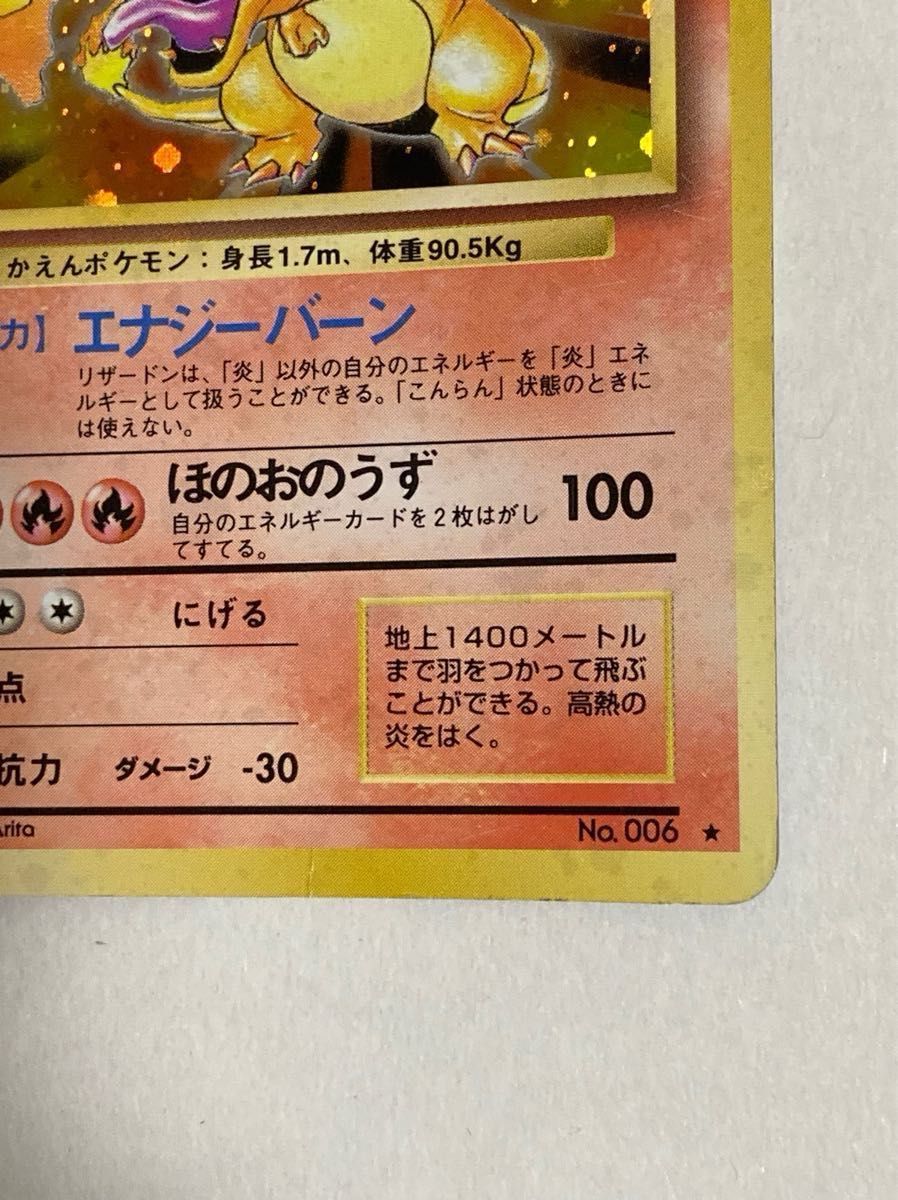 かえんポケモン：身長1.7m、体重90.5Kg
力】エナジーバーン
リザードンは、「炎」以外の自分のエネルギーを「炎」エネ
ルギーとして扱うことができる。「こんらん」状態のときに
は使えない。
ほのおのうず 100
自分のエネルギーカードを２枚はがし
てすてる。
にげる
地上1400メートル
まで羽をつかって飛ぶ
ことができる。高熱の
炎をはく。
点
抗力 ダメージ -30
Arita
No. 006 ★